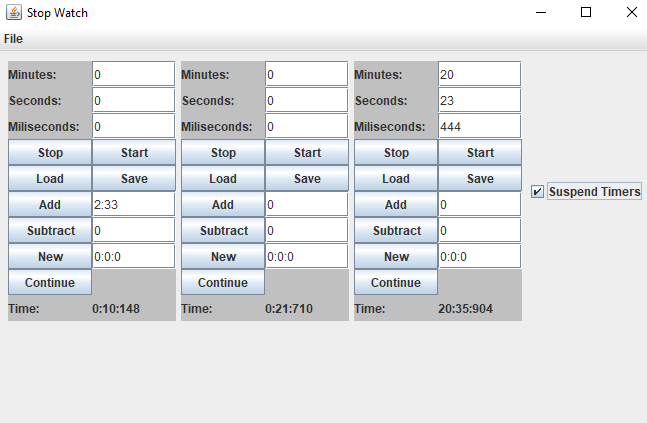 Stop Watch
File
Minutes: 0 Minutes: 0 Minutes: 20
Seconds: 0 Seconds: 0 Seconds: 23
Miliseconds: 0 Miliseconds: 0 Miliseconds: 444
Stop Start Stop Start Stop Start
Load Save Load Save Load Save
Suspend Timers
Add 2:33 Add 0 Add 0
Subtract 0 Subtract 0 Subtract 0
New 0:0:0 New 0:0:0 New 0:0:0
Continue Continue Continue
Time: 0:10:148 Time: 0:21:710 Time: 20:35:904